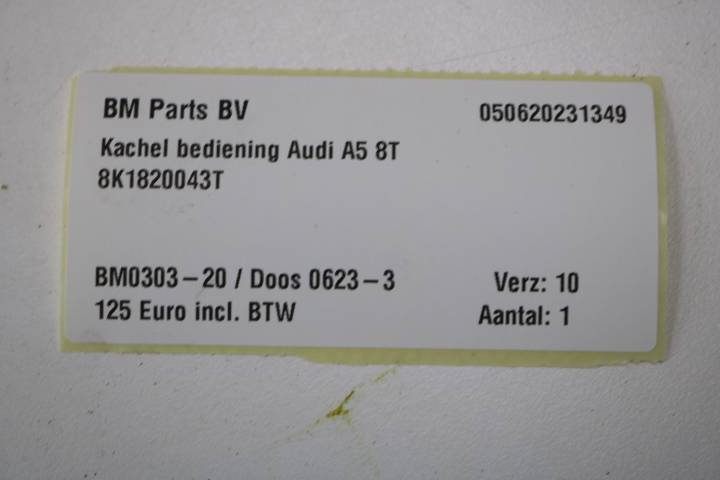 BM Parts BV 050620231349
Kachel bediening Audi A5 8T
8K1820043T
BM0303-20 / Doos 0623-3 Verz: 10
125 Euro incl. BTW Aantal: 1